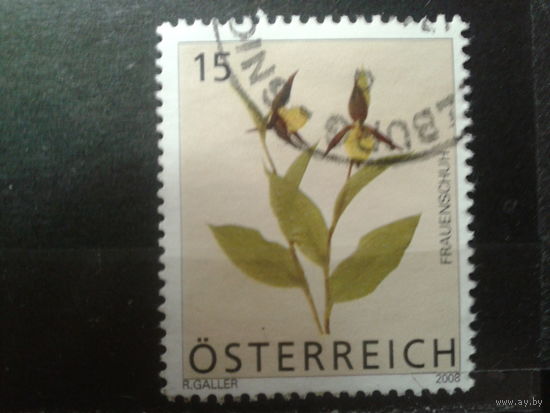 15
FRAUENSCHUH
ÖSTERREICH
R.GALLER
2008
www.ay.by